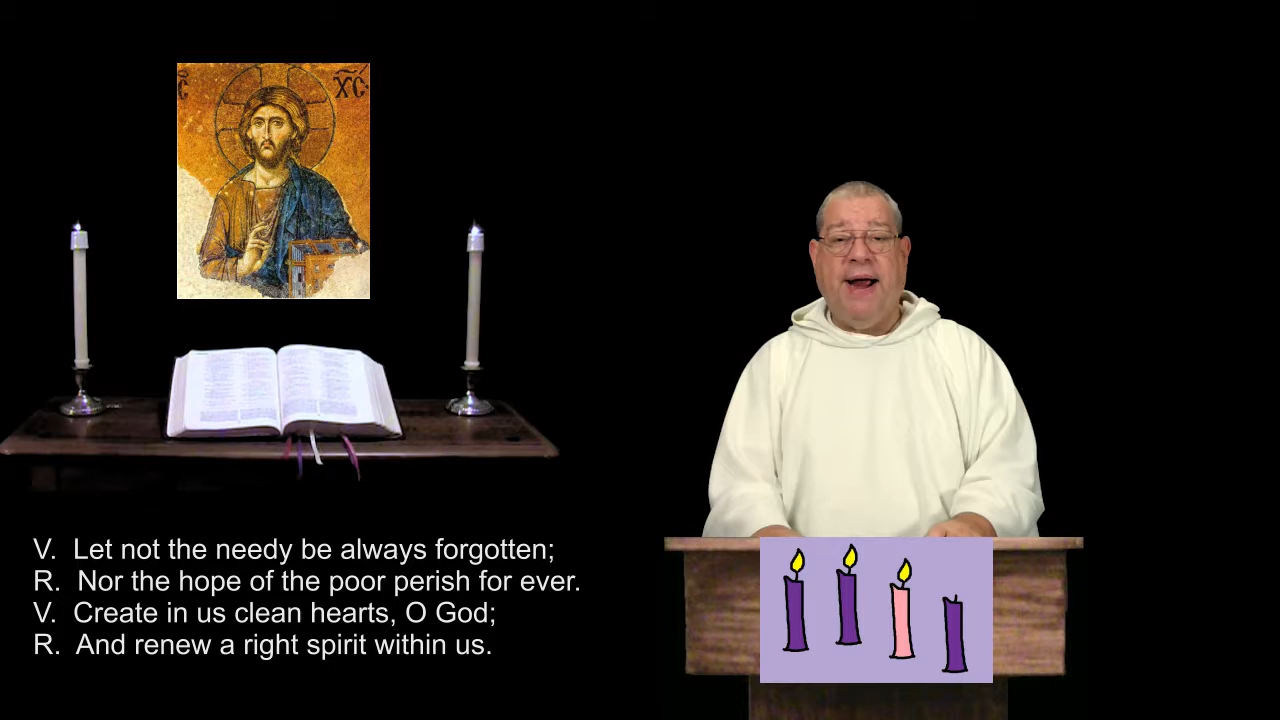 C
XC
V. Let not the needy be always forgotten;
R. Nor the hope of the poor perish for ever.
V. Create in us clean hearts, O God;
R. And renew a right spirit within us.